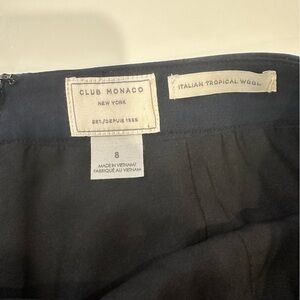 CLUB MONACO
NEW YORK
EST./DEPUIS 1985
ITALIAN TROPICAL WOOL
8
MADE IN VIETNAM/
FABRIQUÉ AU VIETNAM